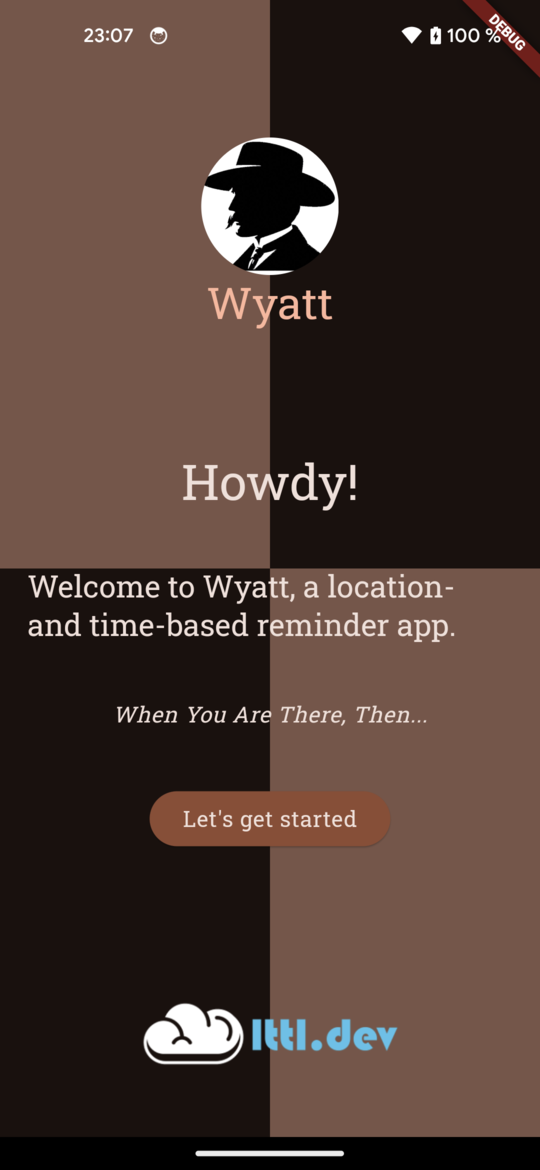 23:07
100 %
DEBUG
Wyatt
Howdy!
Welcome to Wyatt, a location-
and time-based reminder app.
When You Are There, Then...
Let's get started
lttl.dev